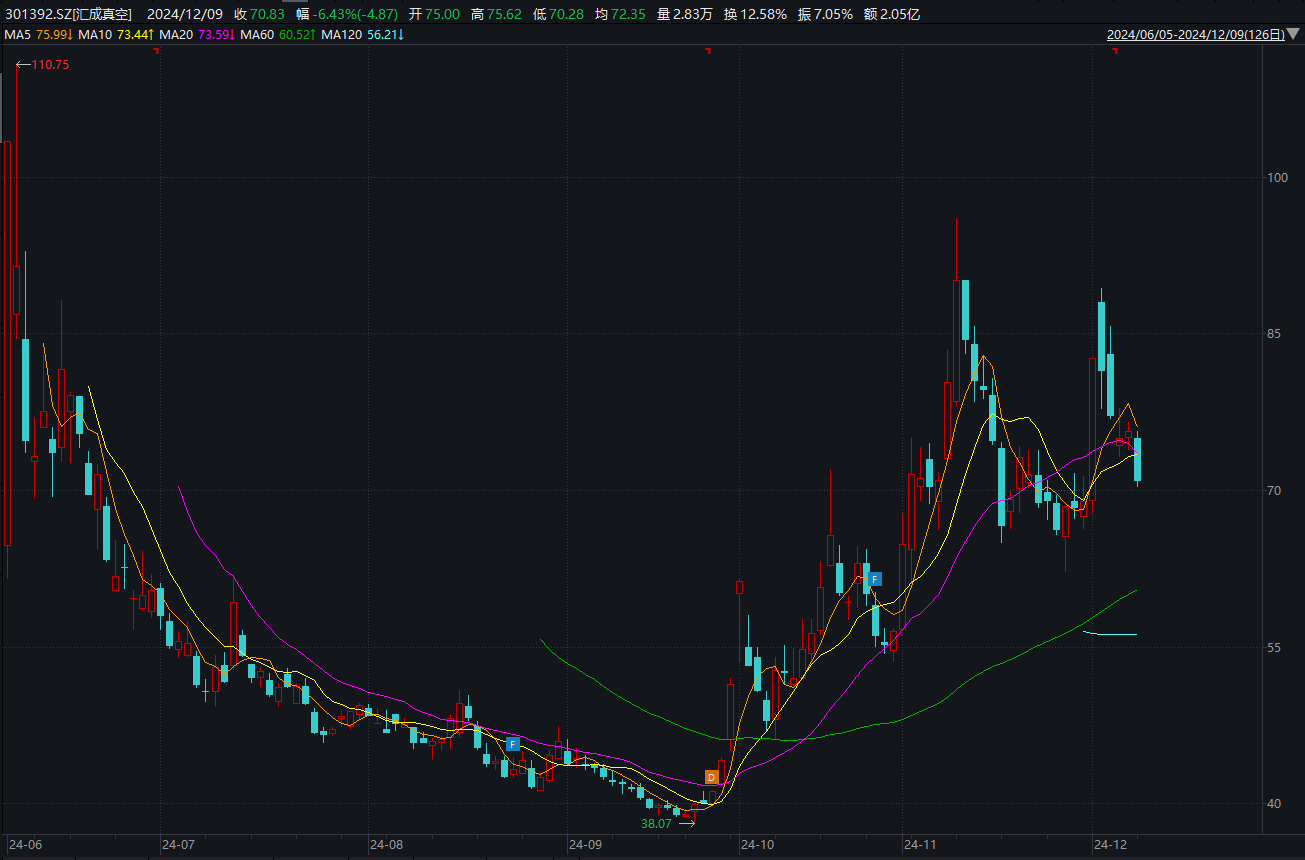 301392.SZ[汇成真空] 2024/12/09 收 70.83 幅 -6.43%(-4.87) 开 75.00 高 75.62 低 70.28 均 72.35 量 2.83万 换 12.58% 振 7.05% 额 2.05亿
MA5 75.99↓ MA10 73.44↑ MA20 73.59↓ MA60 60.52↑ MA120 56.21↓ 2024/06/05-2024/12/09(126日)▼
←110.75
100
85
70
F
55
F
D
40
38.07→
24-06 24-07 24-08 24-09 24-10 24-11 24-12